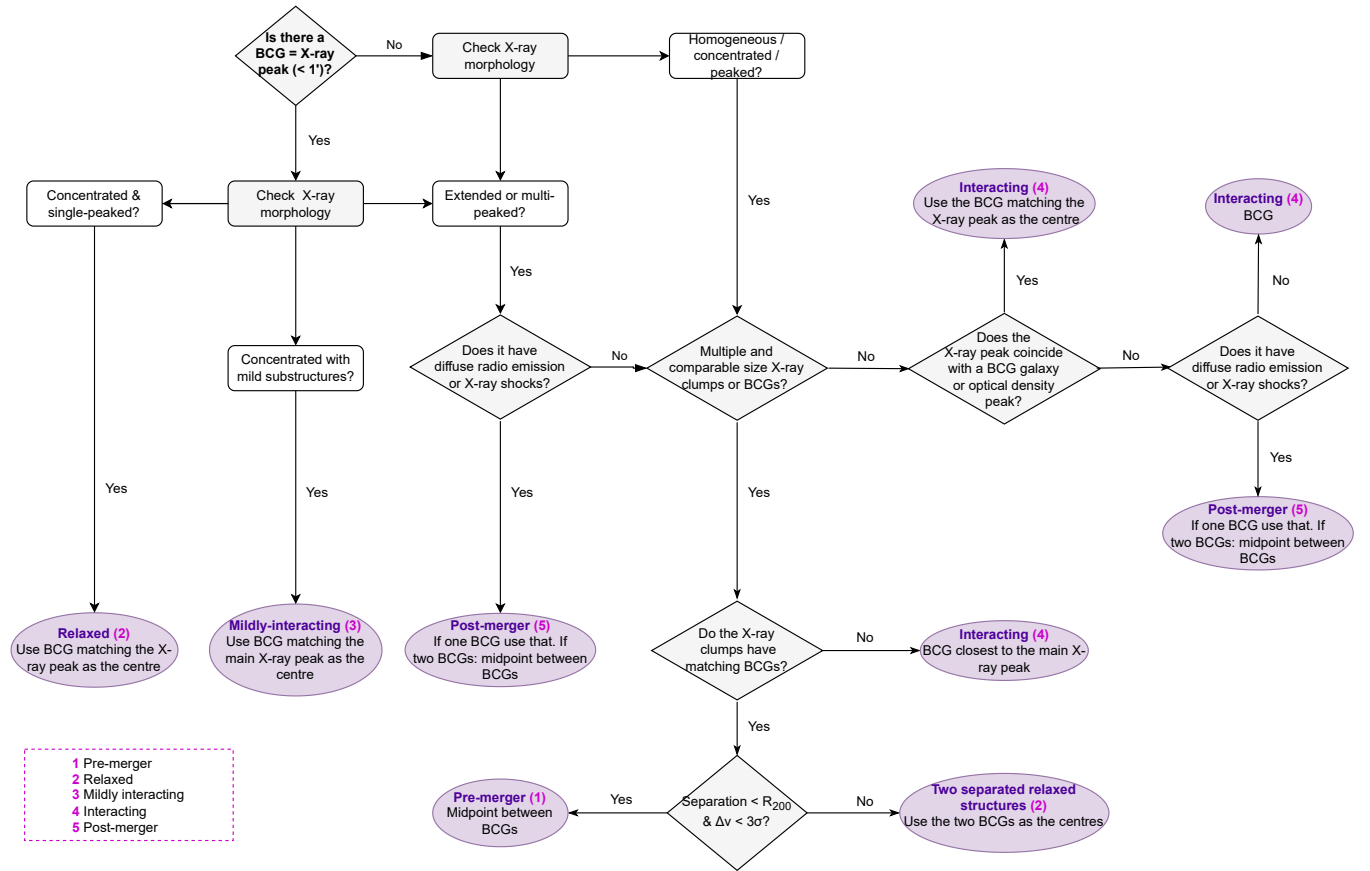 Is there a
BCG = X-ray
peak (< 1')?
No
Check X-ray
morphology
Homogeneous /
concentrated /
peaked?
Yes
Concentrated &
single-peaked?
Check  X-ray
morphology
Extended or multi-
peaked?
Yes
Interacting (4)
Use the BCG matching the
X-ray peak as the centre
Interacting (4)
BCG
Yes
Yes
No
Concentrated with
mild substructures?
Does it have
diffuse radio emission
or X-ray shocks?
No
Multiple and
comparable size X-ray
clumps or BCGs?
No
Does the
X-ray peak coincide
with a BCG galaxy
or optical density
peak?
No
Does it have
diffuse radio emission
or X-ray shocks?
Yes
Yes
Yes
Yes
Yes
Post-merger (5)
If one BCG use that. If
two BCGs: midpoint between
BCGs
Relaxed (2)
Use BCG matching the X-
ray peak as the centre
Mildly-interacting (3)
Use BCG matching the
main X-ray peak as the
centre
Post-merger (5)
If one BCG use that. If
two BCGs: midpoint between
BCGs
Do the X-ray
clumps have
matching BCGs?
No
Interacting (4)
BCG closest to the main X-
ray peak
Yes
1 Pre-merger
2 Relaxed
3 Mildly interacting
4 Interacting
5 Post-merger
Pre-merger (1)
Midpoint between
BCGs
Yes
Separation < R200
& Δv < 3σ?
No
Two separated relaxed
structures (2)
Use the two BCGs as the centres